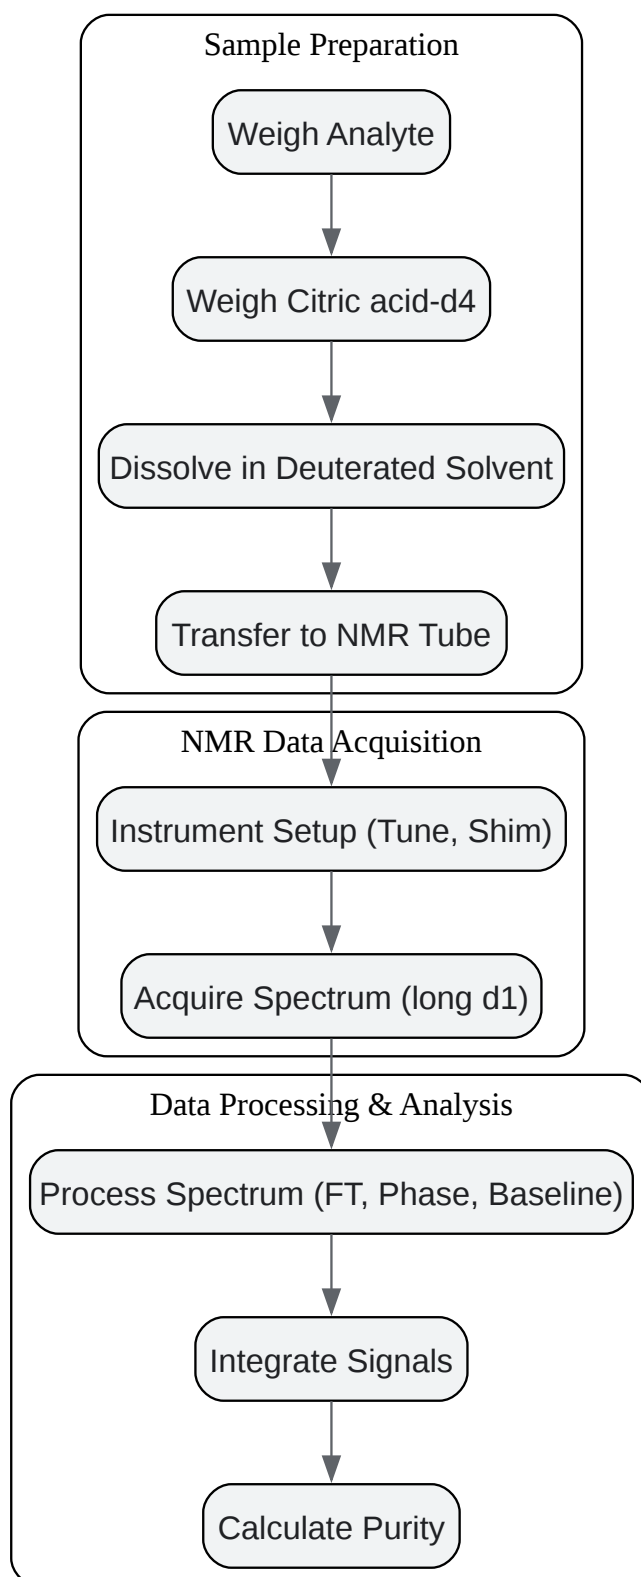 Sample Preparation
Weigh Analyte
Weigh Citric acid-d4
Dissolve in Deuterated Solvent
Transfer to NMR Tube
NMR Data Acquisition
Instrument Setup (Tune, Shim)
Acquire Spectrum (long d1)
Data Processing & Analysis
Process Spectrum (FT, Phase, Baseline)
Integrate Signals
Calculate Purity